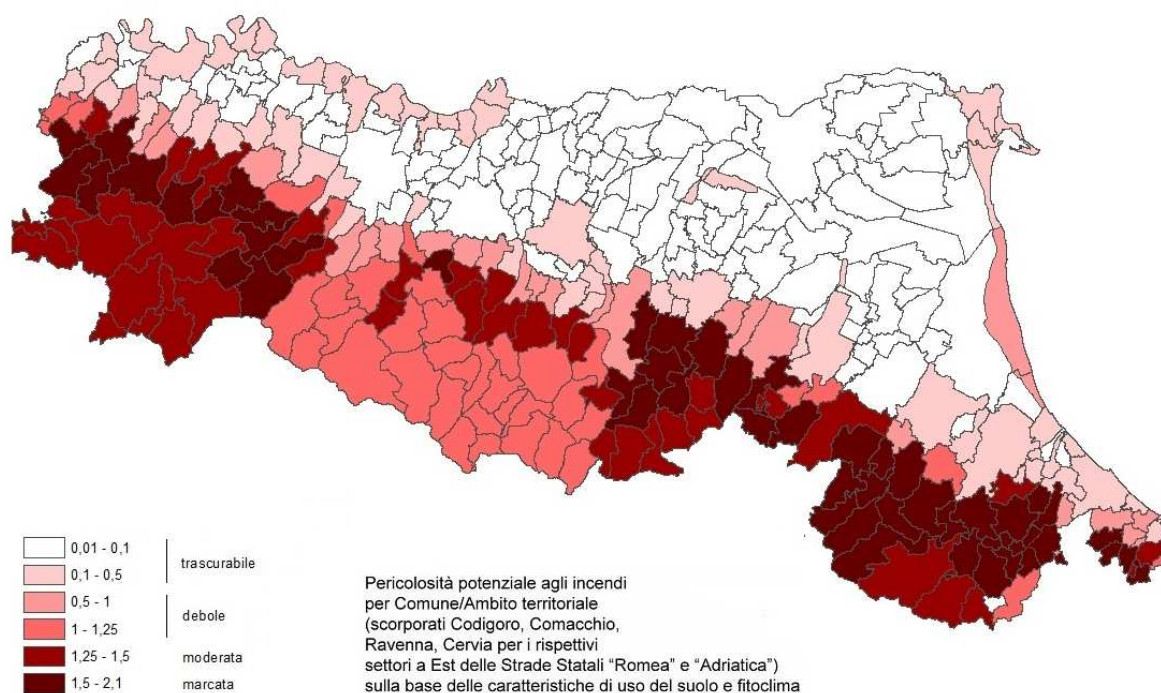 0,01 - 0,1
trascurabile
0,1 - 0,5
0,5 - 1
debole
1 - 1,25
1,25 - 1,5 moderata
1,5 - 2,1 marcata
Pericolosità potenziale agli incendi
per Comune/Ambito territoriale
(scorporati Codigoro, Comacchio,
Ravenna, Cervia per i rispettivi
settori a Est delle Strade Statali “Romea” e “Adriatica”)
sulla base delle caratteristiche di uso del suolo e fitoclima